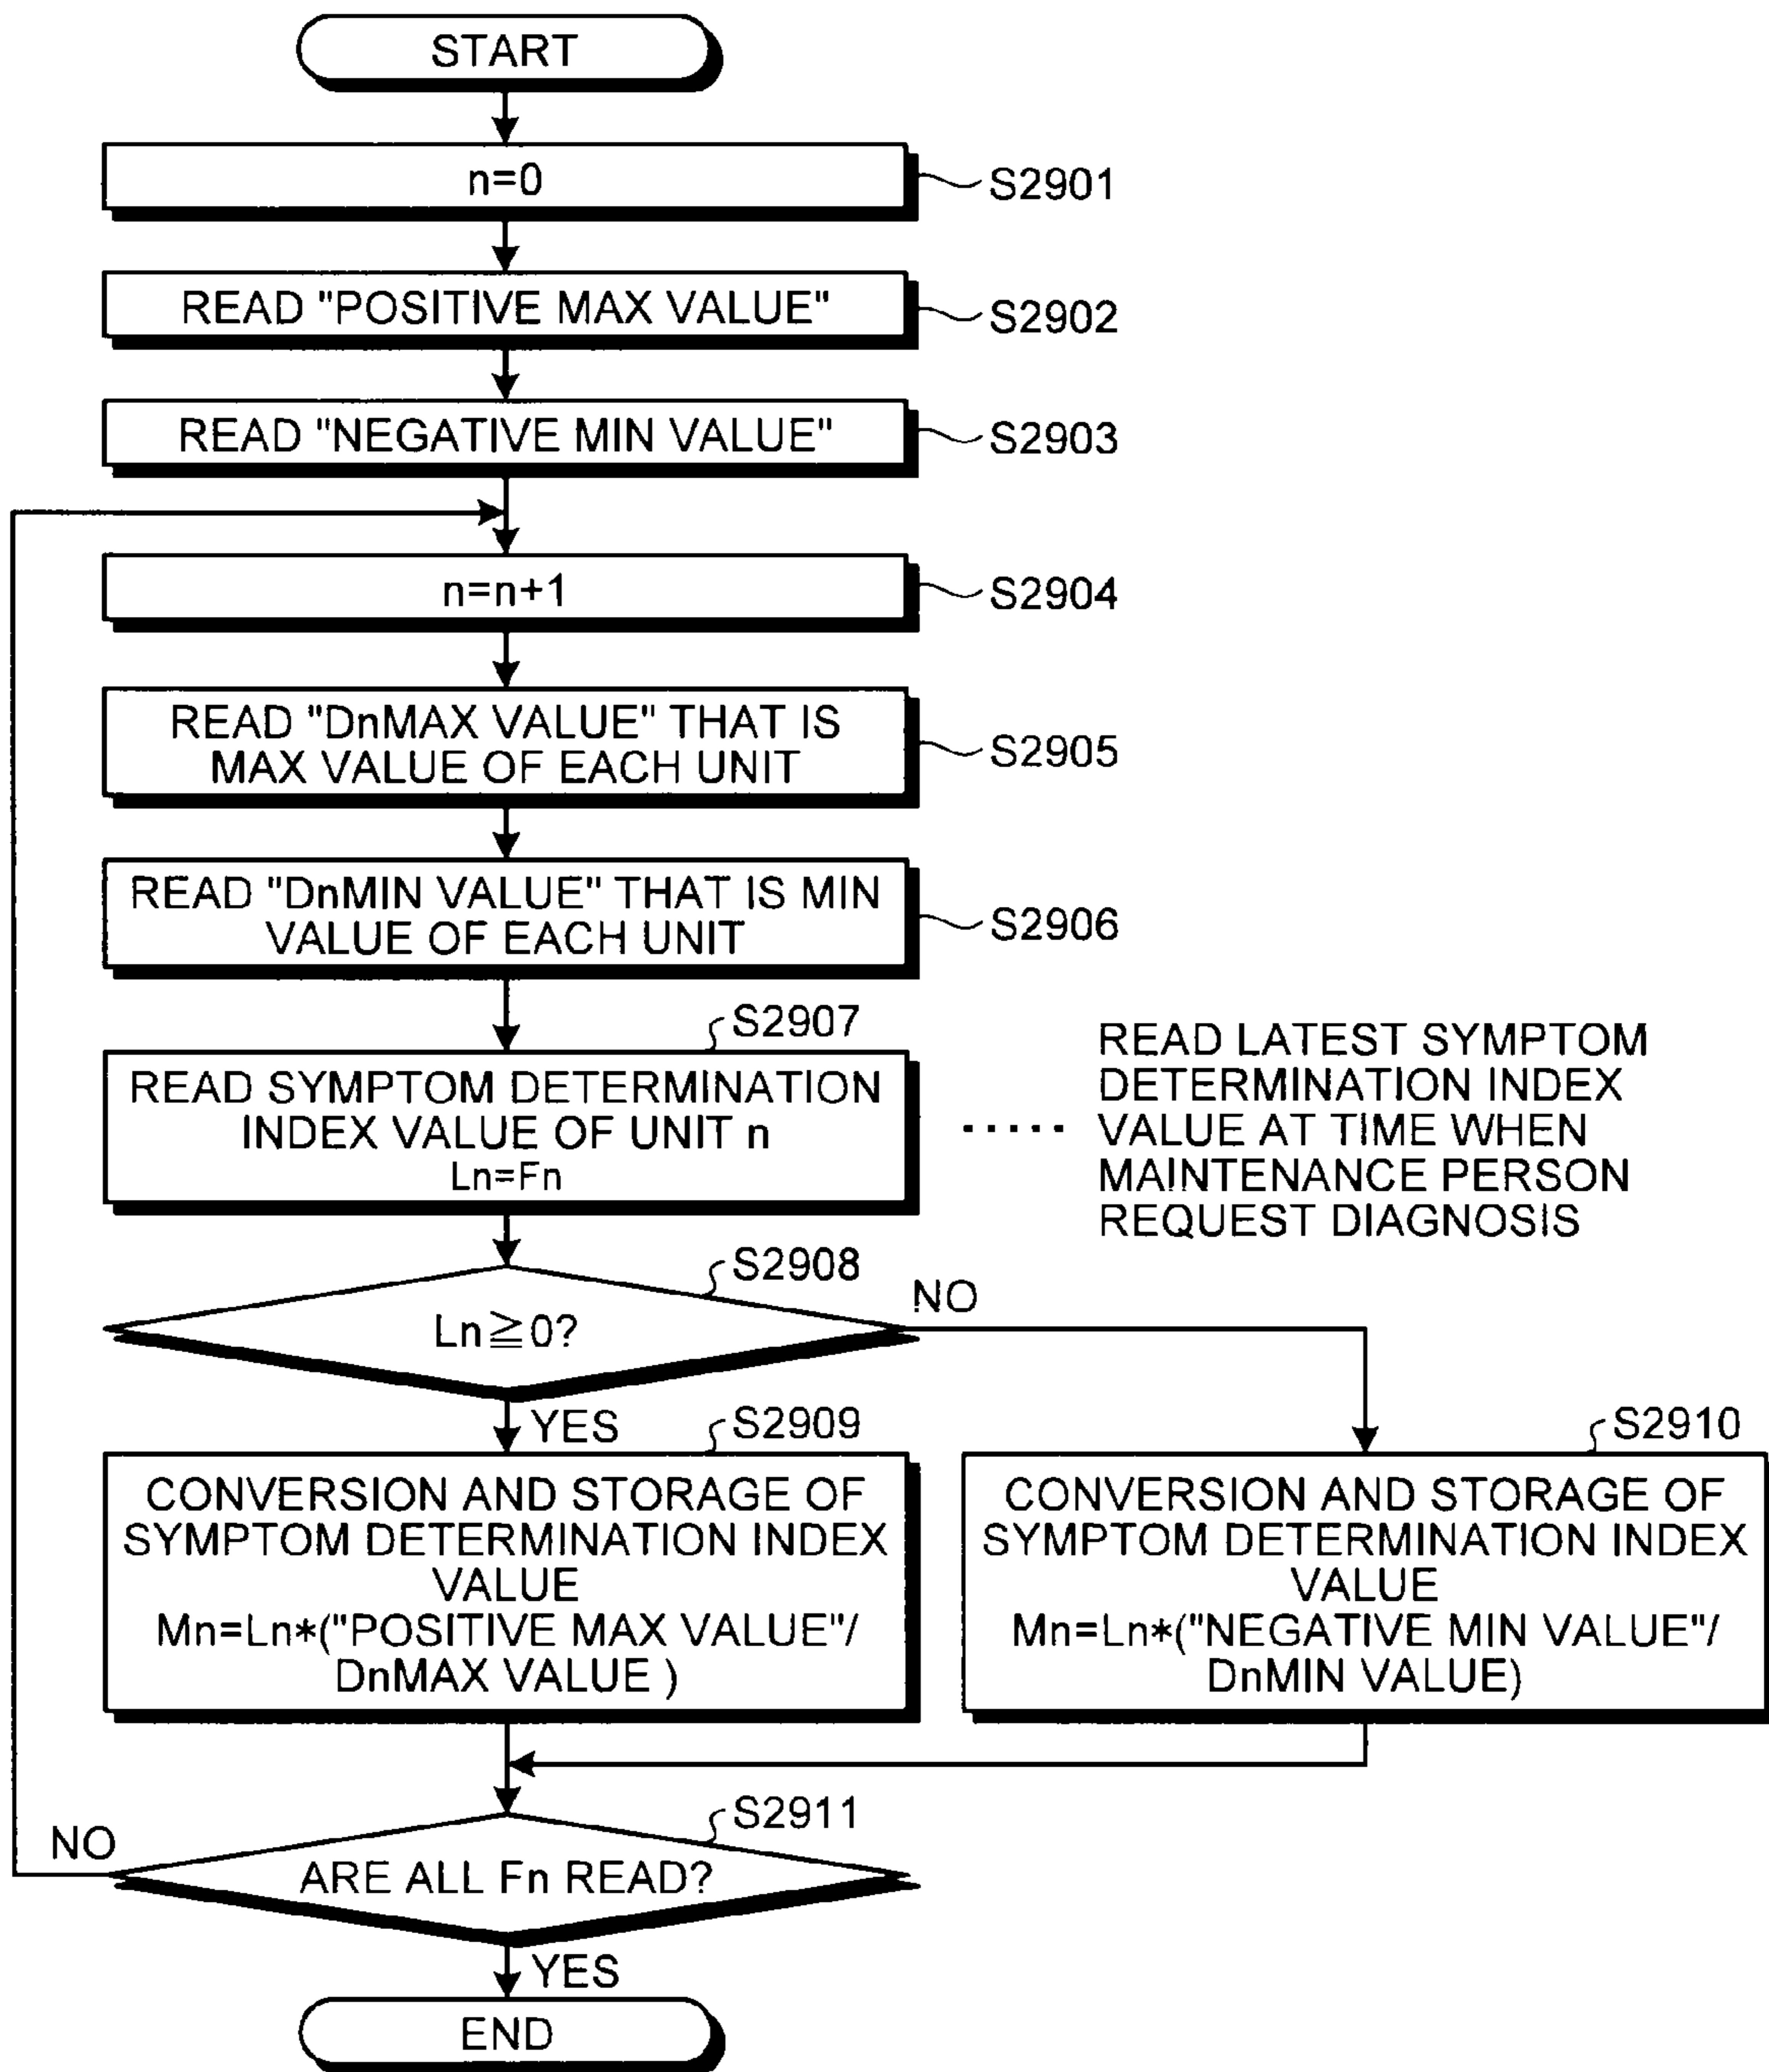 START
n=0
S2901
READ "POSITIVE MAX VALUE"
S2902
READ "NEGATIVE MIN VALUE"
S2903
n=n+1
S2904
READ "DnMAX VALUE" THAT IS
MAX VALUE OF EACH UNIT
S2905
READ "DnMIN VALUE" THAT IS MIN
VALUE OF EACH UNIT
S2906
S2907
READ SYMPTOM DETERMINATION
INDEX VALUE OF UNIT n
Ln=Fn
.....
READ LATEST SYMPTOM
DETERMINATION INDEX
VALUE AT TIME WHEN
MAINTENANCE PERSON
REQUEST DIAGNOSIS
S2908
Ln≧0?
NO
YES
S2909
CONVERSION AND STORAGE OF
SYMPTOM DETERMINATION INDEX
VALUE
Mn=Ln*("POSITIVE MAX VALUE"/
DnMAX VALUE )
S2910
CONVERSION AND STORAGE OF
SYMPTOM DETERMINATION INDEX
VALUE
Mn=Ln*("NEGATIVE MIN VALUE"/
DnMIN VALUE)
S2911
NO
ARE ALL Fn READ?
YES
END